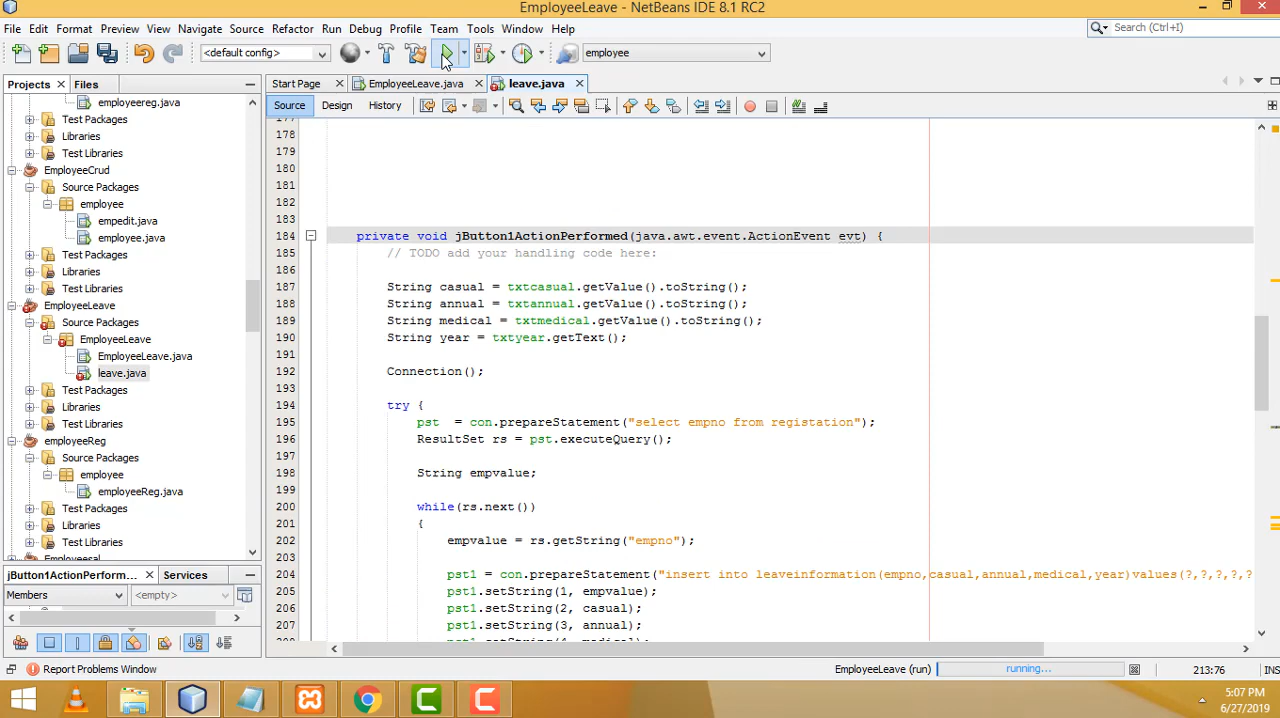 EmployeeLeave - NetBeans IDE 8.1 RC2
File Edit Format Preview View Navigate Source Refactor Run Debug Profile Team Tools Window Help
Search (Ctrl+I)
<default config>
employee
Projects Files
Start Page EmployeeLeave.java leave.java
Source Design History
employeereg.java
Test Packages
Libraries
Test Libraries
EmployeeCrud
Source Packages
employee
empedit.java
employee.java
Test Packages
Libraries
Test Libraries
EmployeeLeave
Source Packages
EmployeeLeave
EmployeeLeave.java
leave.java
Test Packages
Libraries
Test Libraries
employeeReg
Source Packages
employee
employeeReg.java
Test Packages
Libraries
Test Libraries
Employeesal
177
178
179
180
181
182
183
184 private void jButton1ActionPerformed(java.awt.event.ActionEvent evt) {
185 // TODO add your handling code here:
186
187 String casual = txtcasual.getValue().toString();
188 String annual = txtannual.getValue().toString();
189 String medical = txtmedical.getValue().toString();
190 String year = txtyear.getText();
191
192 Connection();
193
194 try {
195 pst = con.prepareStatement("select empno from registation");
196 ResultSet rs = pst.executeQuery();
197
198 String empvalue;
199
200 while(rs.next())
201 {
202 empvalue = rs.getString("empno");
203
204 pst1 = con.prepareStatement("insert into leaveinformation(empno,casual,annual,medical,year)values(?,?,?,?,?
205 pst1.setString(1, empvalue);
206 pst1.setString(2, casual);
207 pst1.setString(3, annual);
jButton1ActionPerform... Services
Members <empty>
Report Problems Window
EmployeeLeave (run) running... 213:76 INS
5:07 PM
6/27/2019